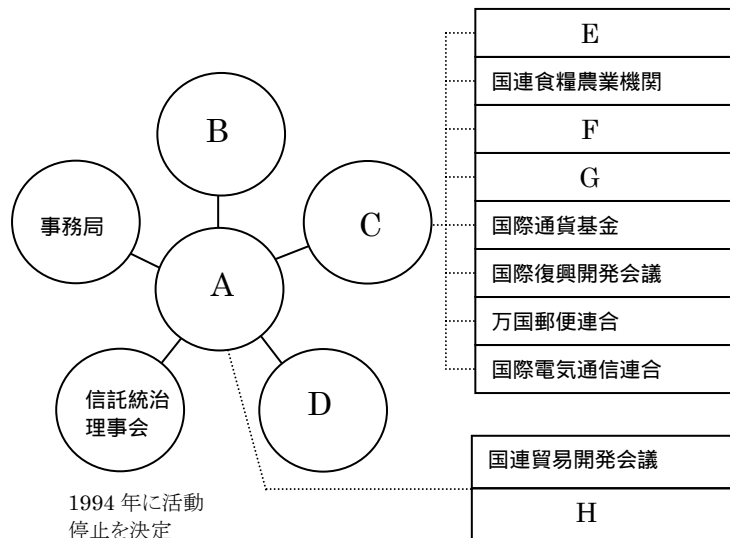 E
国連食糧農業機関
B
F
G
事務局
C
国際通貨基金
国際復興開発会議
A
万国郵便連合
国際電気通信連合
信託統治
理事会
D
国連貿易開発会議
1994 年に活動
停止を決定
H